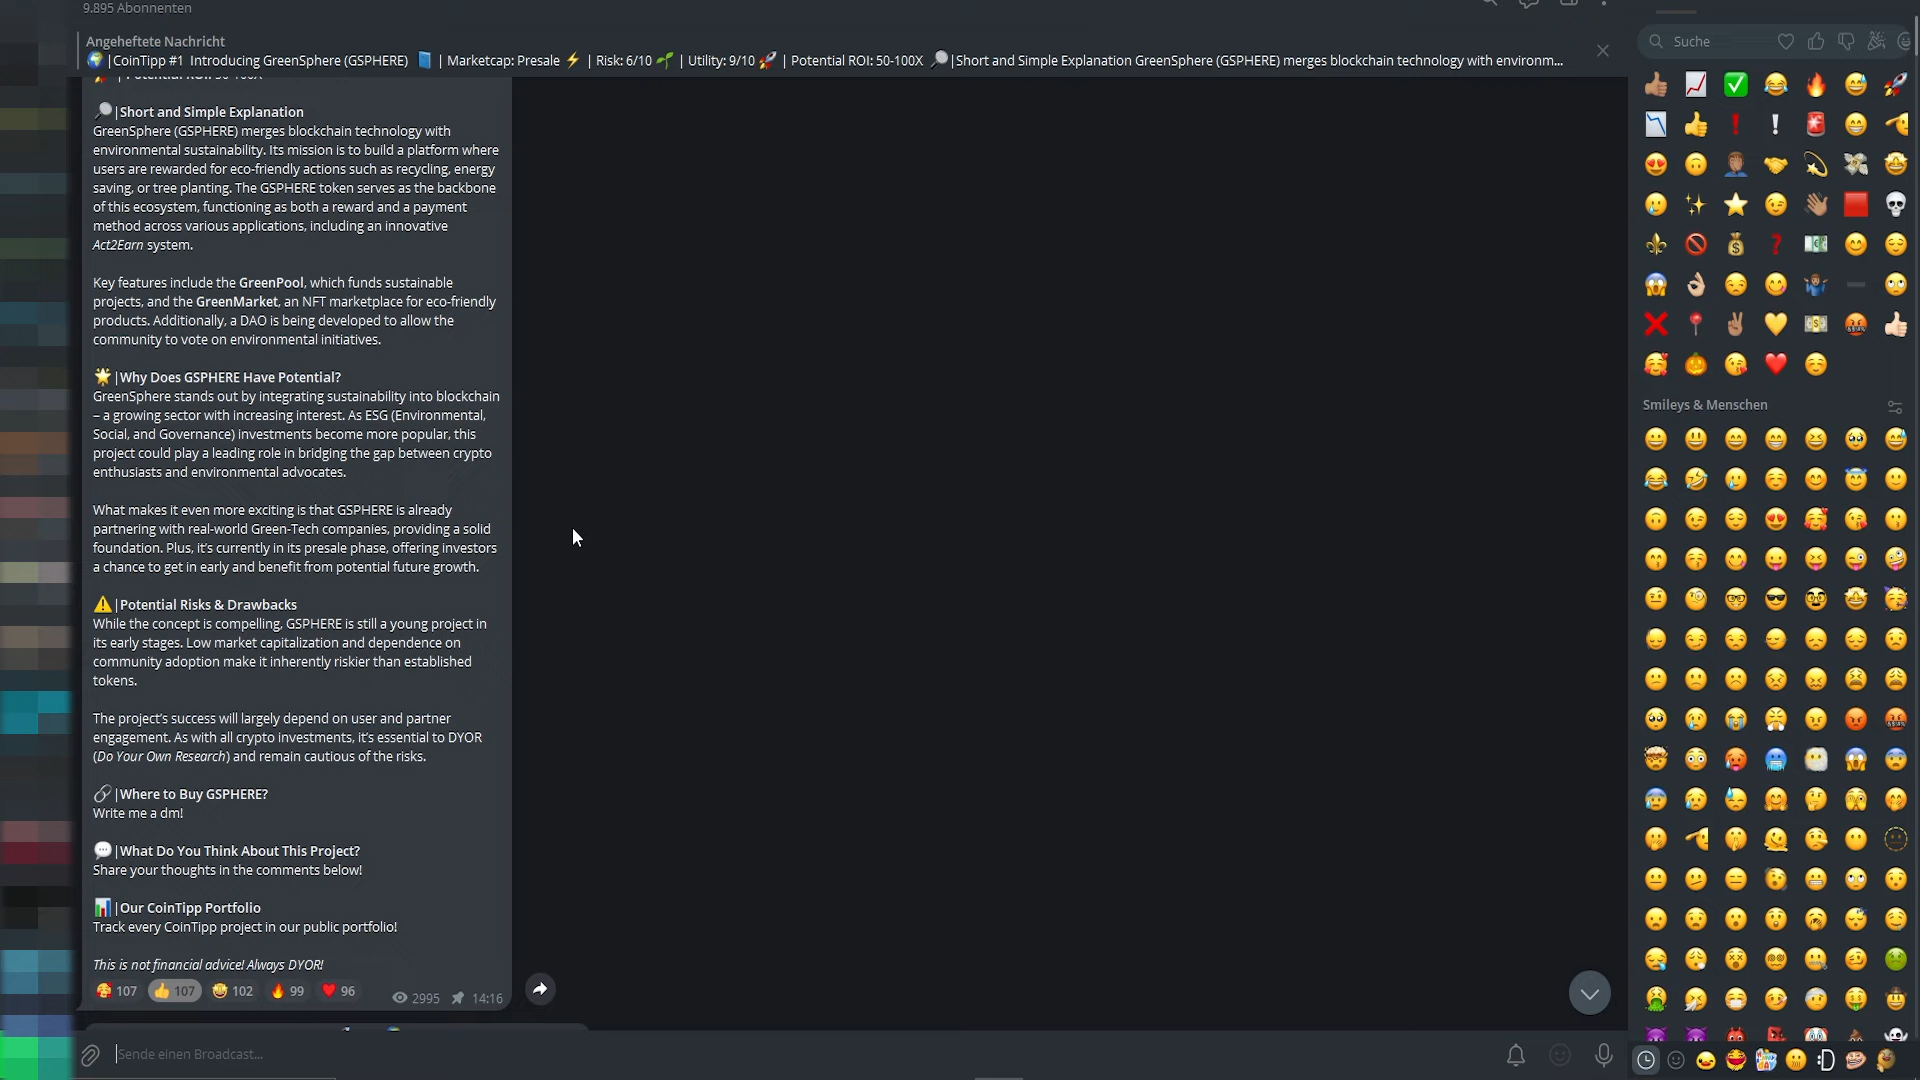 9.895 Abonnenten
Angeheftete Nachricht
|CoinTipp #1 Introducing GreenSphere (GSPHERE) | Marketcap: Presale | Risk: 6/10 | Utility: 9/10 | Potential ROI: 50-100X |Short and Simple Explanation GreenSphere (GSPHERE) merges blockchain technology with environm...
Suche
| Potential ROI: 50-100X
|Short and Simple Explanation
GreenSphere (GSPHERE) merges blockchain technology with
environmental sustainability. Its mission is to build a platform where
users are rewarded for eco-friendly actions such as recycling, energy
saving, or tree planting. The GSPHERE token serves as the backbone
of this ecosystem, functioning as both a reward and a payment
method across various applications, including an innovative
Act2Earn system.
Key features include the GreenPool, which funds sustainable
projects, and the GreenMarket, an NFT marketplace for eco-friendly
products. Additionally, a DAO is being developed to allow the
community to vote on environmental initiatives.
|Why Does GSPHERE Have Potential?
GreenSphere stands out by integrating sustainability into blockchain
– a growing sector with increasing interest. As ESG (Environmental,
Social, and Governance) investments become more popular, this
project could play a leading role in bridging the gap between crypto
enthusiasts and environmental advocates.
What makes it even more exciting is that GSPHERE is already
partnering with real-world Green-Tech companies, providing a solid
foundation. Plus, it's currently in its presale phase, offering investors
a chance to get in early and benefit from potential future growth.
|Potential Risks & Drawbacks
While the concept is compelling, GSPHERE is still a young project in
its early stages. Low market capitalization and dependence on
community adoption make it inherently riskier than established
tokens.
The project's success will largely depend on user and partner
engagement. As with all crypto investments, it's essential to DYOR
(Do Your Own Research) and remain cautious of the risks.
|Where to Buy GSPHERE?
Write me a dm!
|What Do You Think About This Project?
Share your thoughts in the comments below!
|Our CoinTipp Portfolio
Track every CoinTipp project in our public portfolio!
This is not financial advice! Always DYOR!
107 107 102 99 96 2995 14:16
Sende einen Broadcast...
Smileys & Menschen